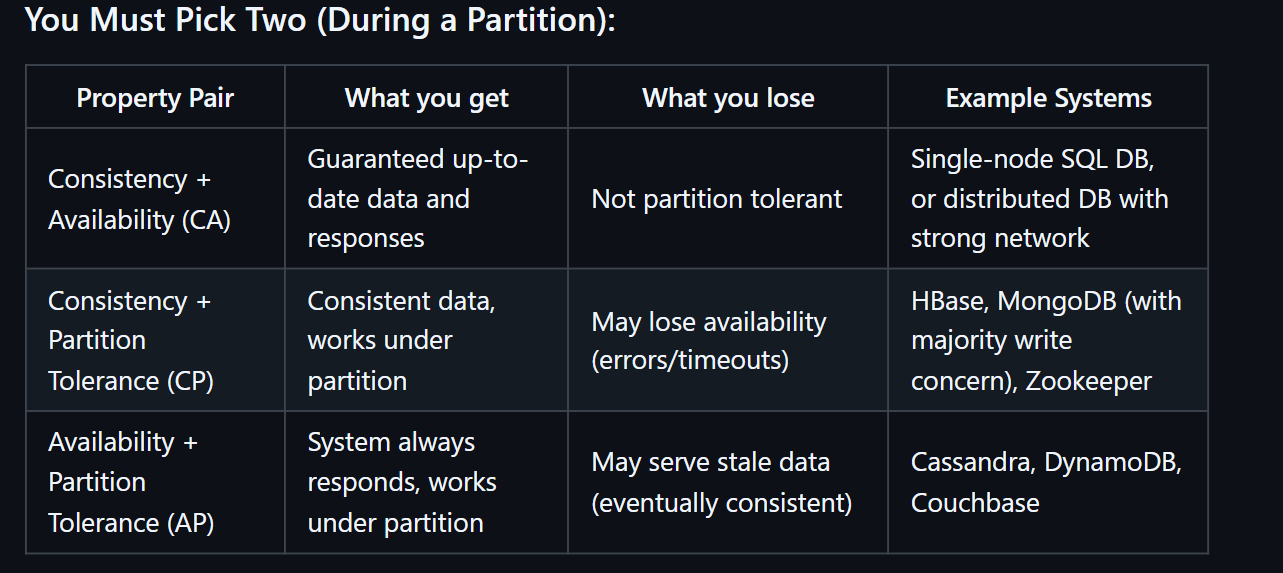 You Must Pick Two (During a Partition):
Property Pair
What you get
What you lose
Example Systems
Consistency +
Availability (CA)
Guaranteed up-to-
date data and
responses
Not partition tolerant
Single-node SQL DB,
or distributed DB with
strong network
Consistency +
Partition
Tolerance (CP)
Consistent data,
works under
partition
May lose availability
(errors/timeouts)
HBase, MongoDB (with
majority write
concern), Zookeeper
Availability +
Partition
Tolerance (AP)
System always
responds, works
under partition
May serve stale data
(eventually consistent)
Cassandra, DynamoDB,
Couchbase